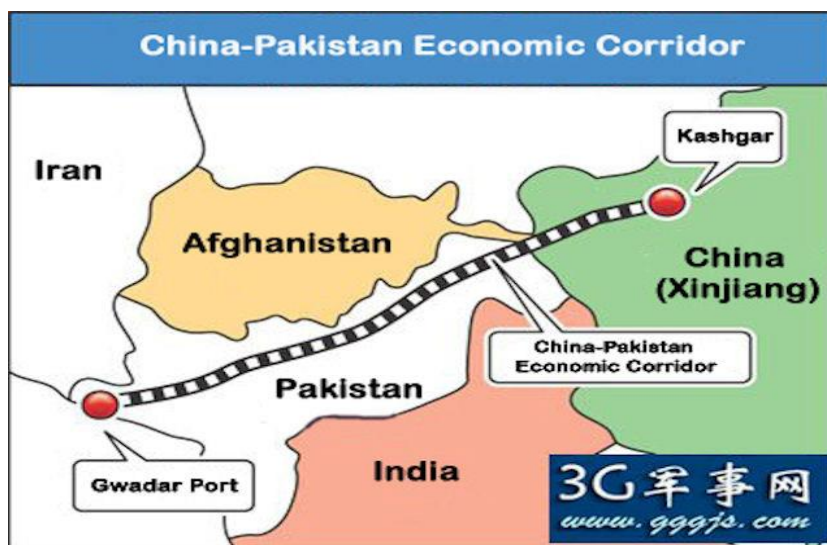 China-Pakistan Economic Corridor
Kashgar
Iran
Afghanistan
China
(Xinjiang)
China-Pakistan
Economic Corridor
Pakistan
Gwadar Port
India
3G军事网
www.gggjs.com